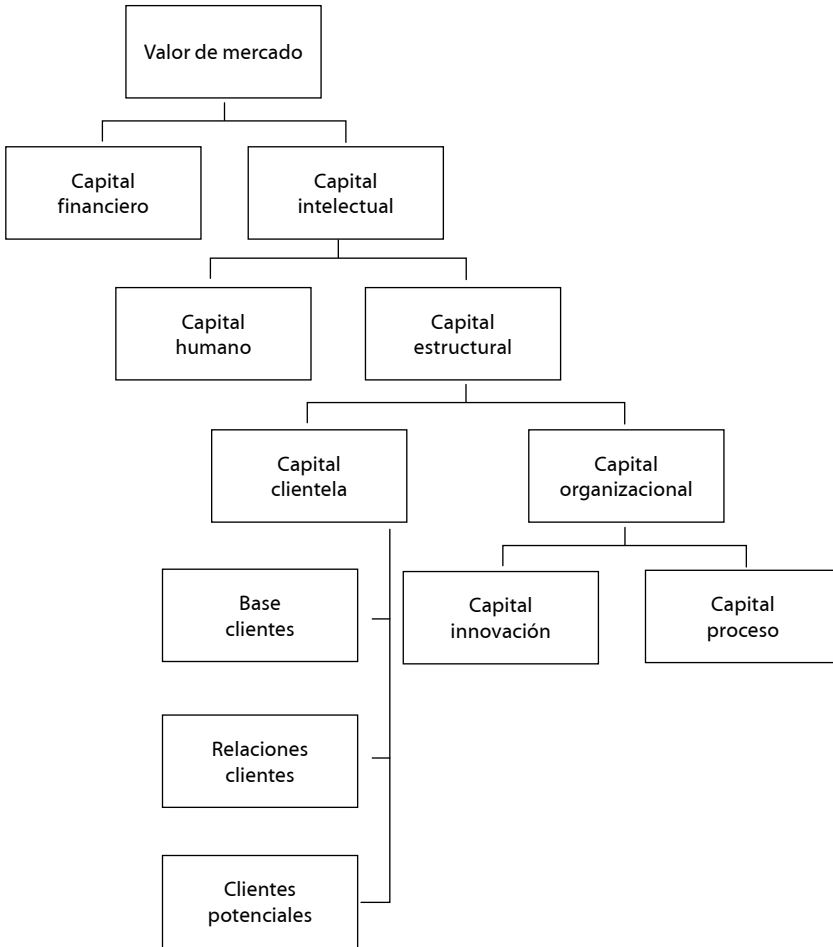 Valor de mercado
Capital
financiero
Capital
intelectual
Capital
humano
Capital
estructural
Capital
clientela
Capital
organizacional
Base
clientes
Capital
innovación
Capital
proceso
Relaciones
clientes
Clientes
potenciales